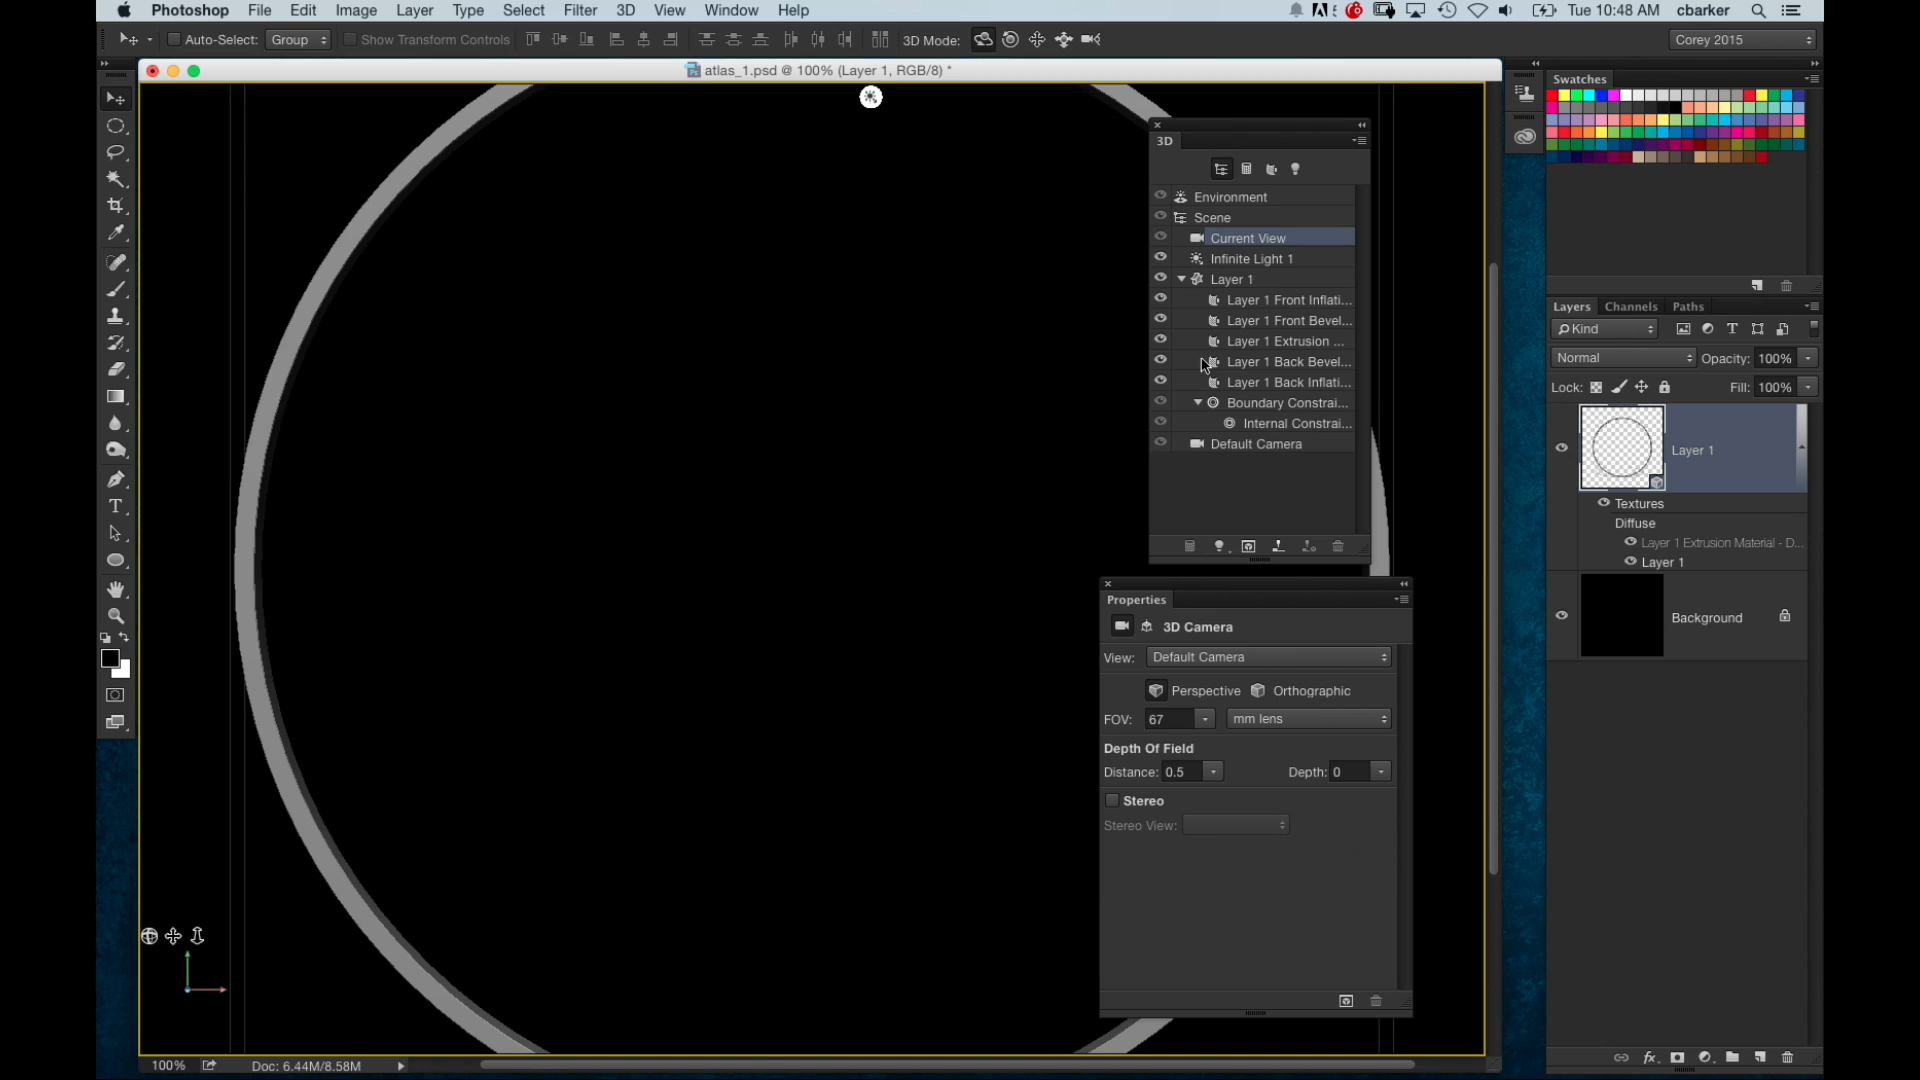 Photoshop File Edit Image Layer Type Select Filter 3D View Window Help Tue 10:48 AM cbarker
Auto-Select: Group Show Transform Controls 3D Mode: Corey 2015
atlas_1.psd @ 100% (Layer 1, RGB/8) *
3D
Environment
Scene
Current View
Infinite Light 1
Layer 1
Layer 1 Front Inflati...
Layer 1 Front Bevel...
Layer 1 Extrusion ...
Layer 1 Back Bevel...
Layer 1 Back Inflati...
Boundary Constrai...
Internal Constrai...
Default Camera
Properties
3D Camera
View: Default Camera
Perspective Orthographic
FOV: 67 mm lens
Depth Of Field
Distance: 0.5 Depth: 0
Stereo
Stereo View:
Swatches
Layers Channels Paths
Kind
Normal Opacity: 100%
Lock: Fill: 100%
Layer 1
Textures
Diffuse
Layer 1 Extrusion Material - D...
Layer 1
Background
100% Doc: 6.44M/8.58M